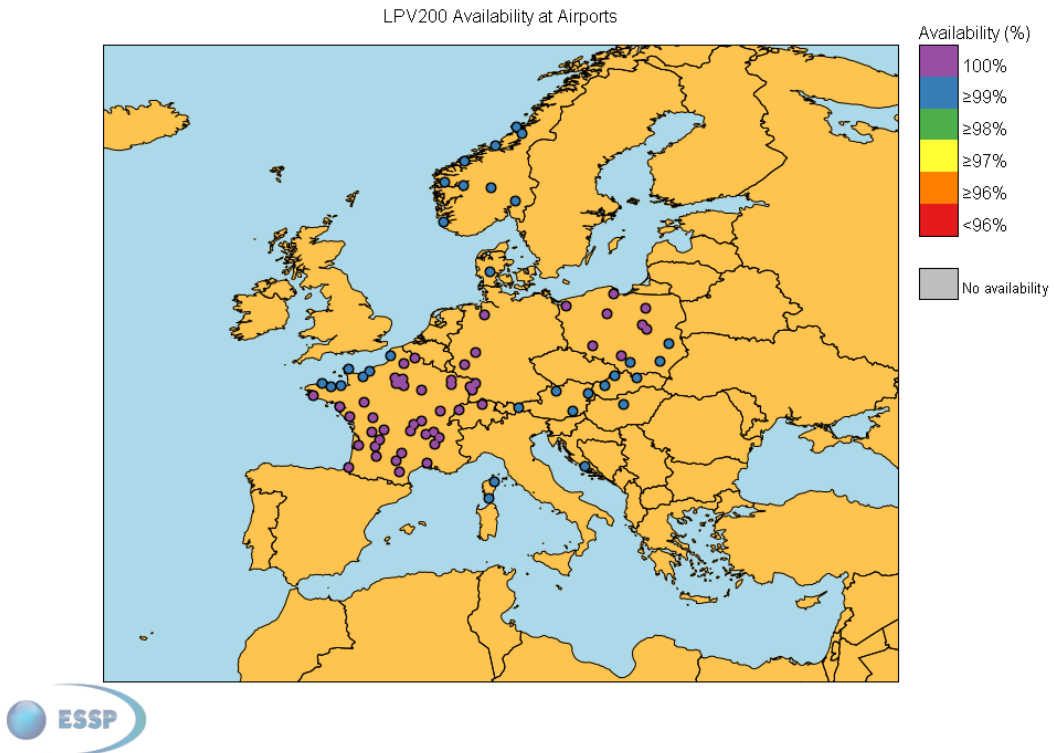 LPV200 Availability at Airports
Availability (%)
100%
≥99%
≥98%
≥97%
≥96%
<96%
No availability
ESSP